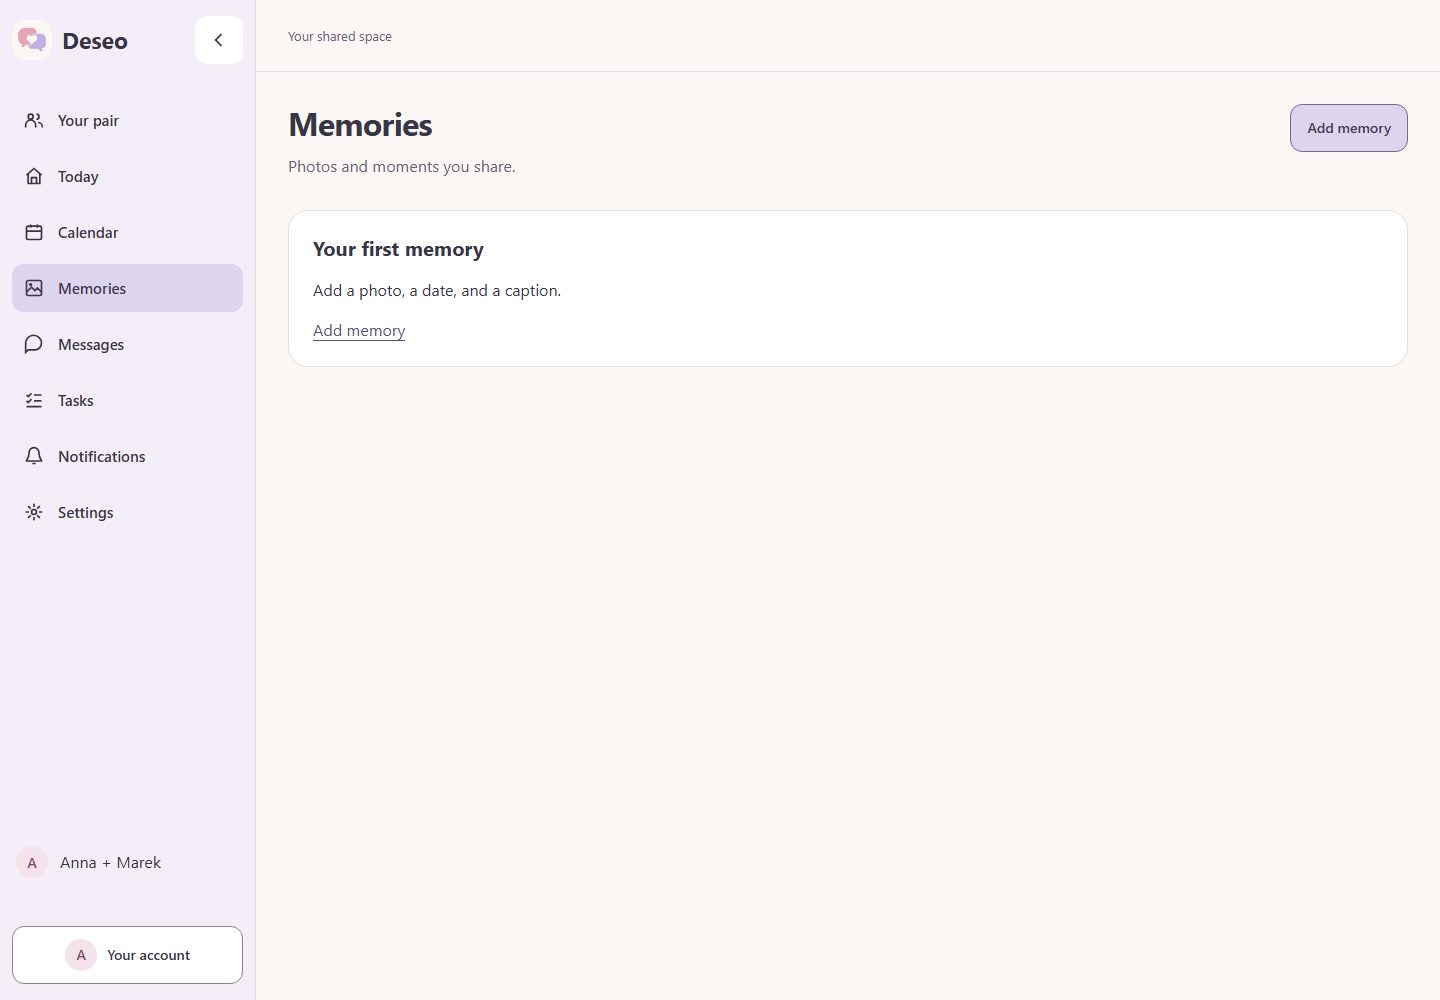 Deseo
Your pair
Today
Calendar
Memories
Messages
Tasks
Notifications
Settings
A Anna + Marek
A Your account
Your shared space
Memories
Add memory
Photos and moments you share.
Your first memory
Add a photo, a date, and a caption.
Add memory